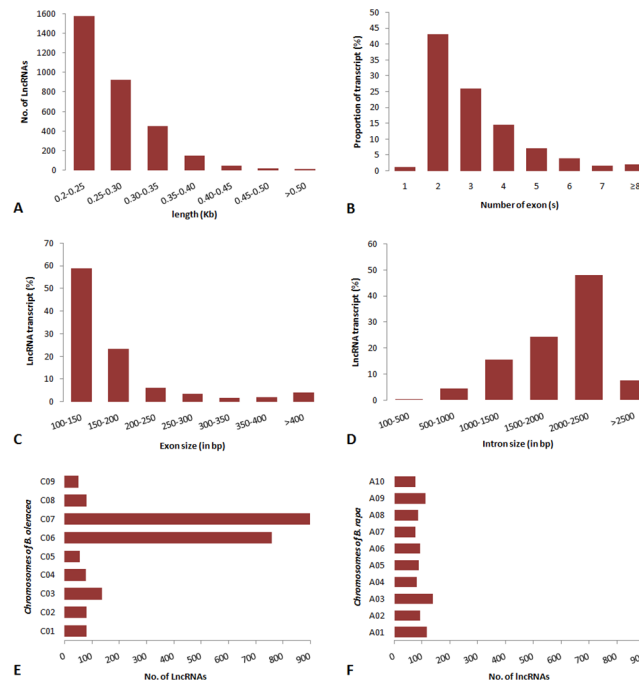 1600
1400
1200
1000
800
600
400
200
0
No. of LncRNAs
0.2-0.25
0.25-0.30
0.30-0.35
0.35-0.40
0.40-0.45
0.45-0.50
>0.50
length (Kb)
A
50
45
40
35
30
25
20
15
10
5
0
Proportion of transcript (%)
1 2 3 4 5 6 7 ≥8
Number of exon (s)
B
70
60
50
40
30
20
10
0
LncRNA transcript (%)
100-150
150-200
200-250
250-300
300-350
350-400
>400
Exon size (in bp)
C
60
50
40
30
20
10
0
LncRNA transcript (%)
100-500
500-1000
1000-1500
1500-2000
2000-2500
>2500
Intron size (in bp)
D
C09
C08
C07
C06
C05
C04
C03
C02
C01
Chromosomes of B. oleracea
0 100 200 300 400 500 600 700 800 900
No. of LncRNAs
E
A10
A09
A08
A07
A06
A05
A04
A03
A02
A01
Chromosomes of B. rapa
0 100 200 300 400 500 600 700 800 900
No. of lncRNAs
F